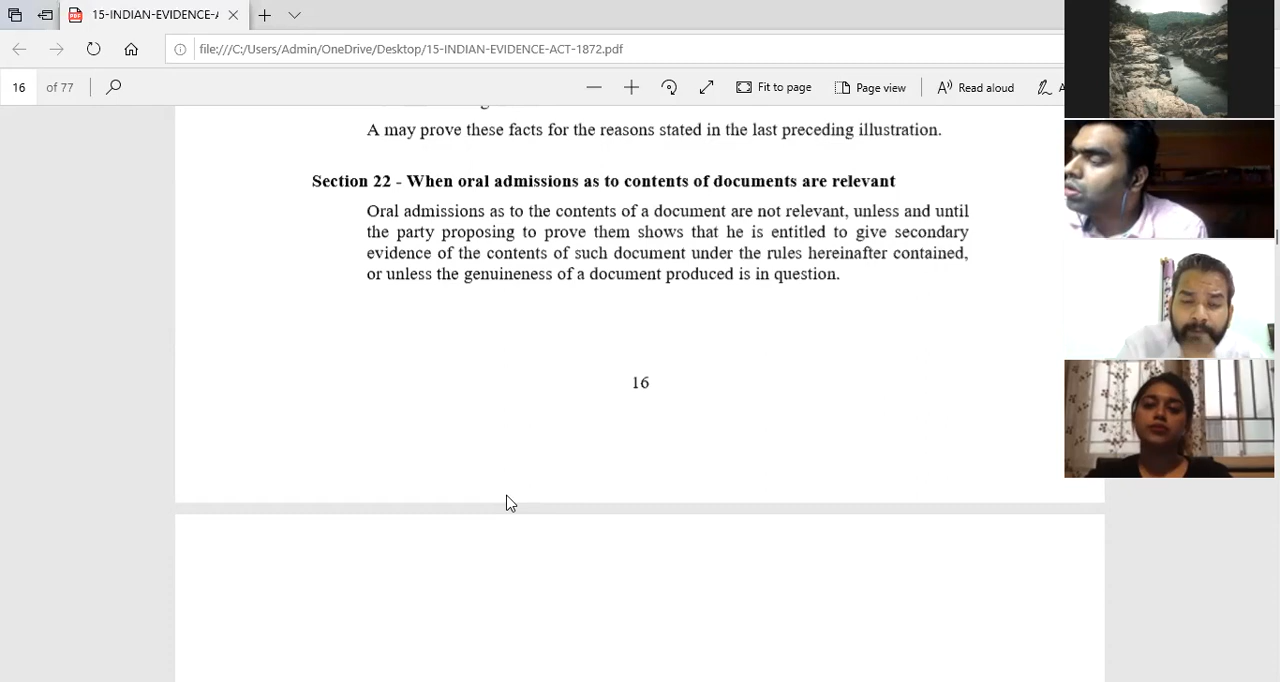 15-INDIAN-EVIDENCE-A
file:///C:/Users/Admin/OneDrive/Desktop/15-INDIAN-EVIDENCE-ACT-1872.pdf
16 of 77 Fit to page Page view Read aloud A
A may prove these facts for the reasons stated in the last preceding illustration.
Section 22 - When oral admissions as to contents of documents are relevant
Oral admissions as to the contents of a document are not relevant, unless and until
the party proposing to prove them shows that he is entitled to give secondary
evidence of the contents of such document under the rules hereinafter contained,
or unless the genuineness of a document produced is in question.
16